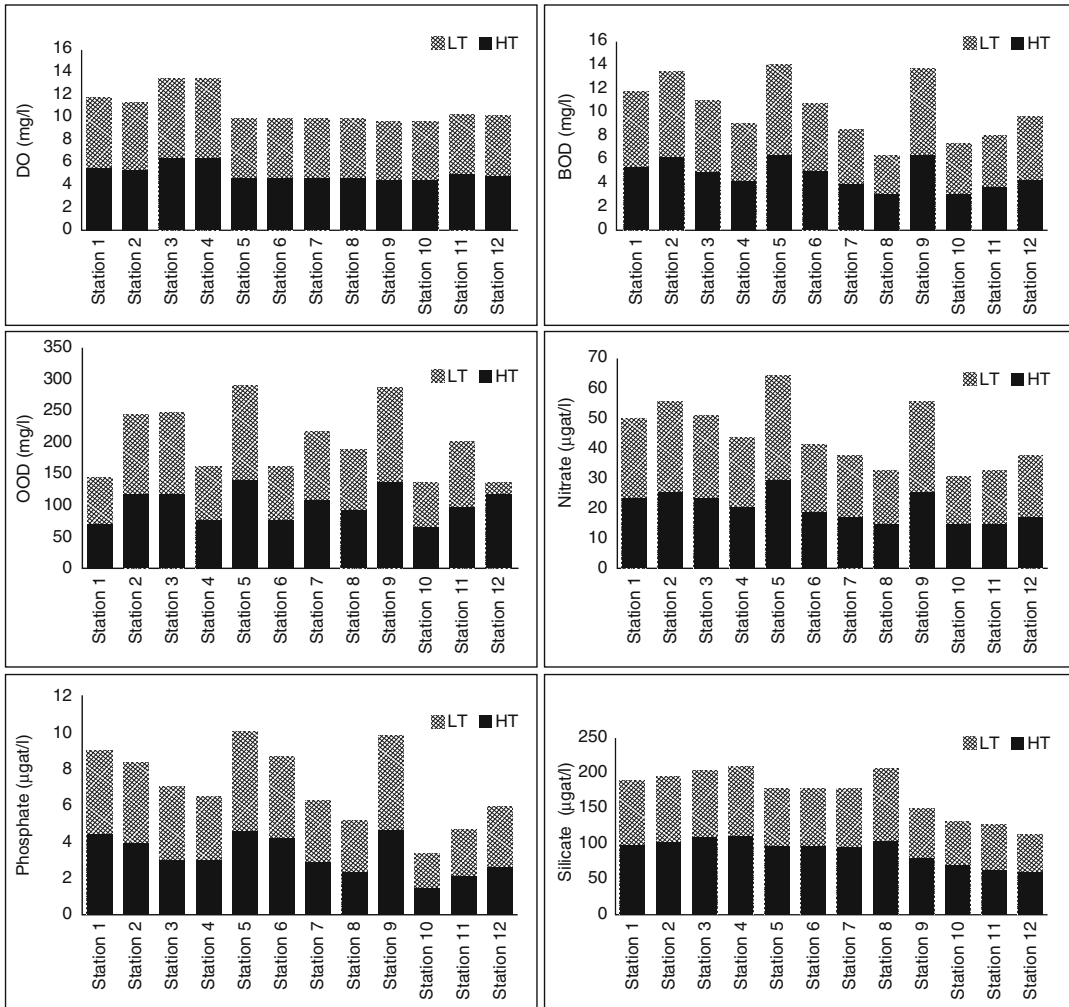 LT HT
DO (mg/l)
16
14
12
10
8
6
4
2
0
Station 1
Station 2
Station 3
Station 4
Station 5
Station 6
Station 7
Station 8
Station 9
Station 10
Station 11
Station 12
LT HT
BOD (mg/l)
16
14
12
10
8
6
4
2
0
Station 1
Station 2
Station 3
Station 4
Station 5
Station 6
Station 7
Station 8
Station 9
Station 10
Station 11
Station 12
LT HT
OOD (mg/l)
350
300
250
200
150
100
50
0
Station 1
Station 2
Station 3
Station 4
Station 5
Station 6
Station 7
Station 8
Station 9
Station 10
Station 11
Station 12
LT HT
Nitrate (µgat/l)
70
60
50
40
30
20
10
0
Station 1
Station 2
Station 3
Station 4
Station 5
Station 6
Station 7
Station 8
Station 9
Station 10
Station 11
Station 12
LT HT
Phosphate (µgat/l)
12
10
8
6
4
2
0
Station 1
Station 2
Station 3
Station 4
Station 5
Station 6
Station 7
Station 8
Station 9
Station 10
Station 11
Station 12
LT HT
Silicate (µgat/l)
250
200
150
100
50
0
Station 1
Station 2
Station 3
Station 4
Station 5
Station 6
Station 7
Station 8
Station 9
Station 10
Station 11
Station 12